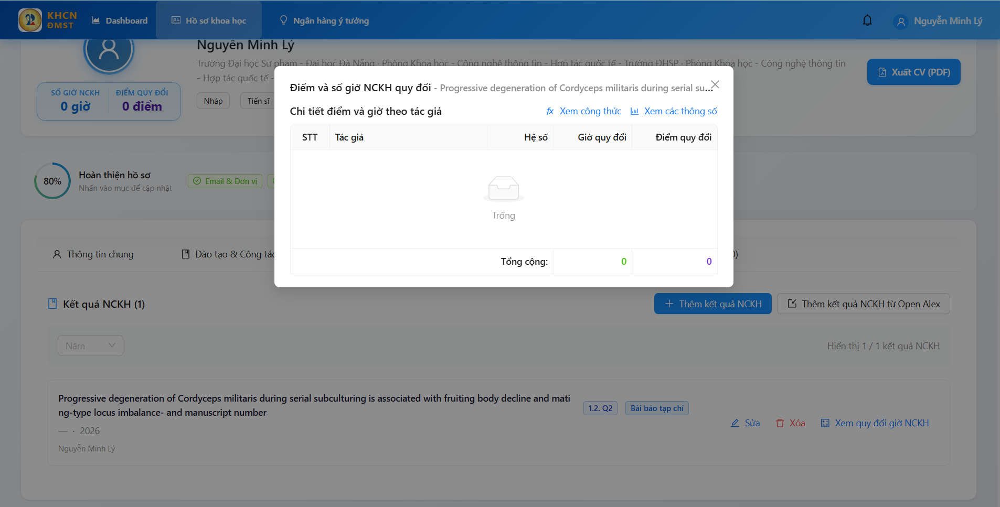 KHCN
ĐMST
Dashboard
Hồ sơ khoa học
Ngân hàng ý tưởng
Nguyễn Minh Lý
Nguyễn Minh Lý
Trường Đại học Sư phạm - Đại học Đà Nẵng · Phòng Khoa học - Công nghệ thông tin - Hợp tác quốc tế - Trường ĐHSP · Phòng Khoa học - Công nghệ thông tin
- Hợp tác quốc tế -
Xuất CV (PDF)
SỐ GIỜ NCKH
ĐIỂM QUY ĐỔI
0 giờ
0 điểm
Nháp
Tiến sĩ
Điểm và số giờ NCKH quy đổi - Progressive degeneration of Cordyceps militaris during serial su...
Chi tiết điểm và giờ theo tác giả
fx Xem công thức
Xem các thông số
STT
Tác giả
Hệ số
Giờ quy đổi
Điểm quy đổi
Trống
Tổng cộng:
0
0
80%
Hoàn thiện hồ sơ
Nhấn vào mục để cập nhật
Email & Đơn vị
Thông tin chung
Đào tạo & Công tác
0)
Kết quả NCKH (1)
Thêm kết quả NCKH
Thêm kết quả NCKH từ Open Alex
Năm
Hiển thị 1 / 1 kết quả NCKH
Progressive degeneration of Cordyceps militaris during serial subculturing is associated with fruiting body decline and mati
ng-type locus imbalance- and manuscript number
1.2. Q2
Bài báo tạp chí
Sửa
Xóa
Xem quy đổi giờ NCKH
— · 2026
Nguyễn Minh Lý